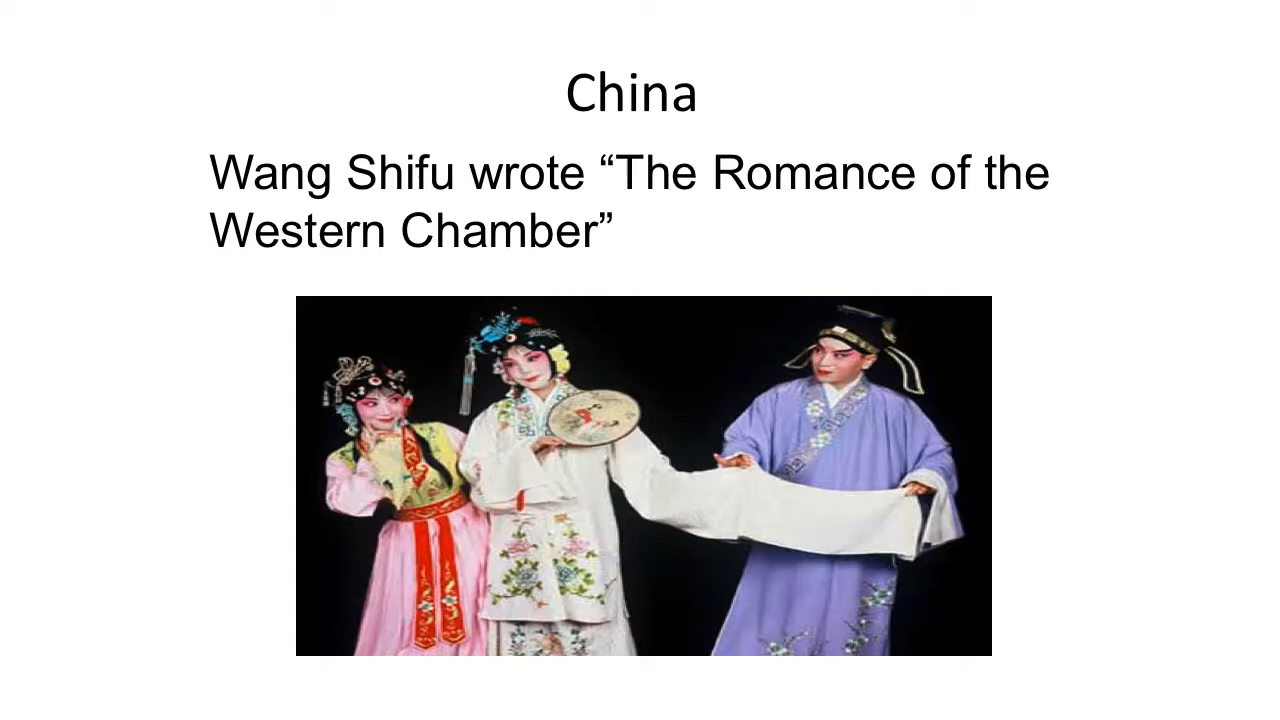 China
Wang Shifu wrote “The Romance of the
Western Chamber”